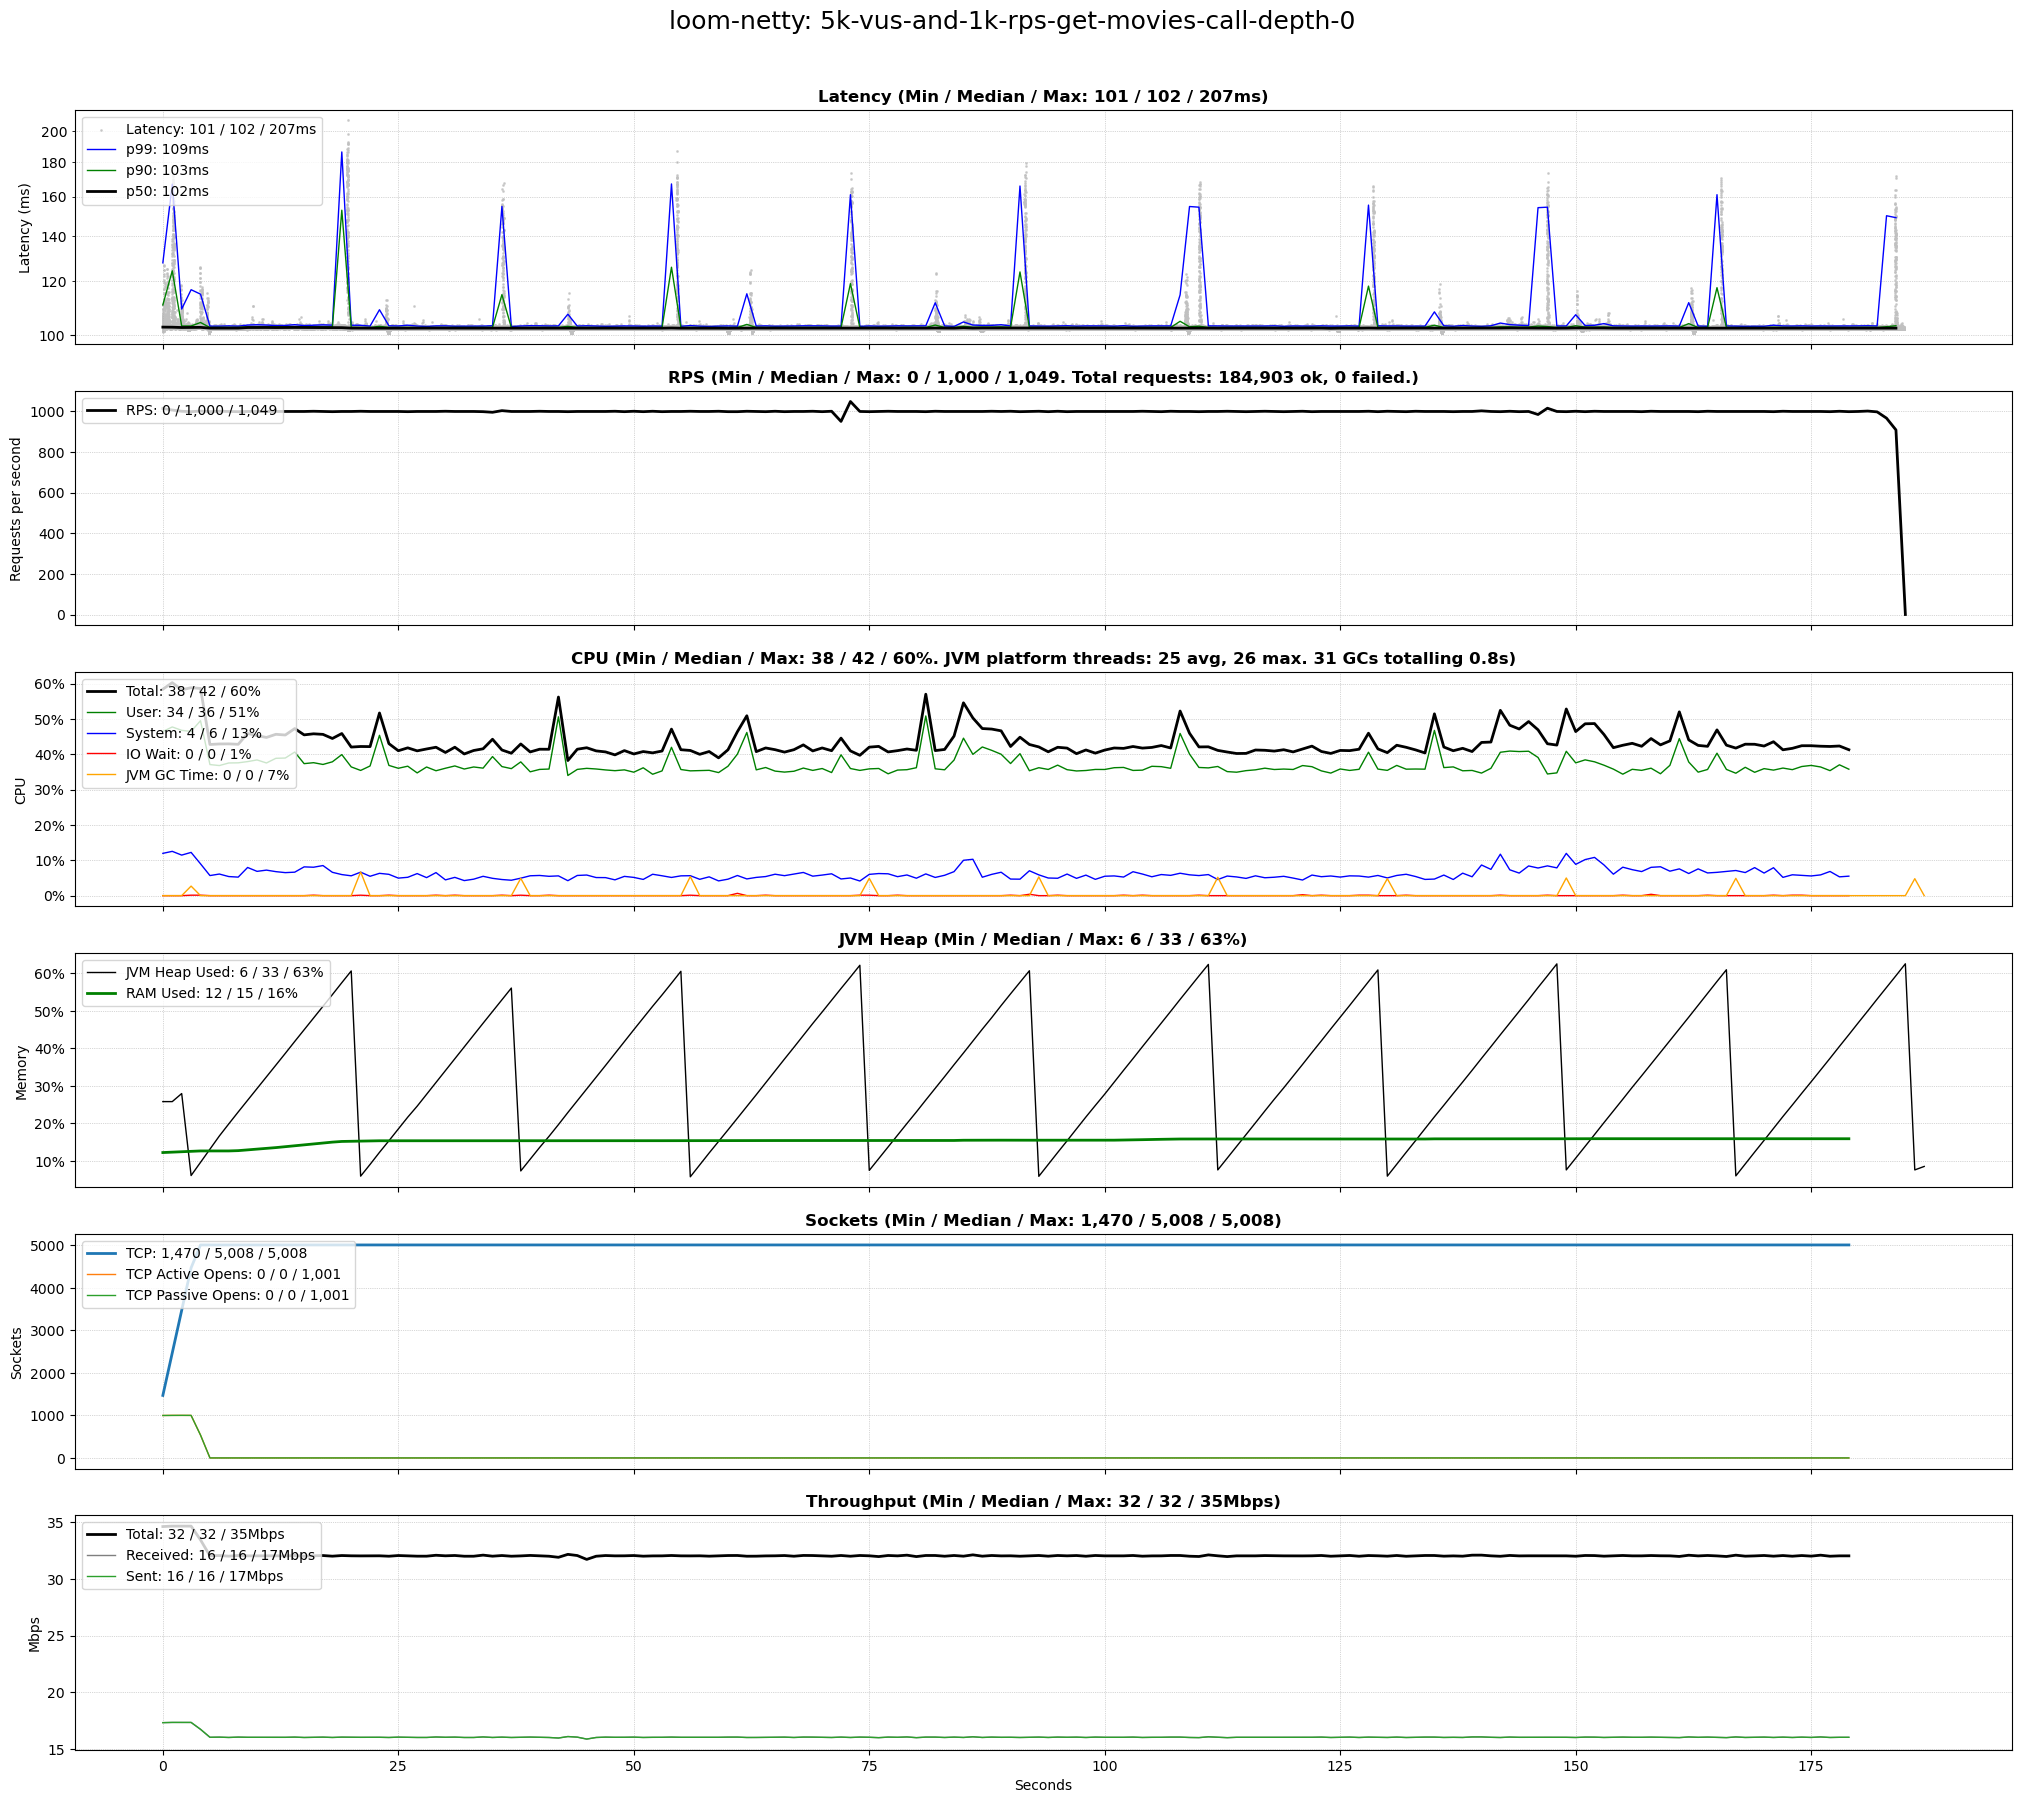 loom-netty: 5k-vus-and-1k-rps-get-movies-call-depth-0
Latency (Min / Median / Max: 101 / 102 / 207ms)
Latency: 101 / 102 / 207ms
p99: 109ms
p90: 103ms
p50: 102ms
200
180
160
140
120
100
Latency (ms)
RPS (Min / Median / Max: 0 / 1,000 / 1,049. Total requests: 184,903 ok, 0 failed.)
RPS: 0 / 1,000 / 1,049
1000
800
600
400
200
0
Requests per second
CPU (Min / Median / Max: 38 / 42 / 60%. JVM platform threads: 25 avg, 26 max. 31 GCs totalling 0.8s)
Total: 38 / 42 / 60%
User: 34 / 36 / 51%
System: 4 / 6 / 13%
IO Wait: 0 / 0 / 1%
JVM GC Time: 0 / 0 / 7%
60%
50%
40%
30%
20%
10%
0%
CPU
JVM Heap (Min / Median / Max: 6 / 33 / 63%)
JVM Heap Used: 6 / 33 / 63%
RAM Used: 12 / 15 / 16%
60%
50%
40%
30%
20%
10%
Memory
Sockets (Min / Median / Max: 1,470 / 5,008 / 5,008)
TCP: 1,470 / 5,008 / 5,008
TCP Active Opens: 0 / 0 / 1,001
TCP Passive Opens: 0 / 0 / 1,001
5000
4000
3000
2000
1000
0
Sockets
Throughput (Min / Median / Max: 32 / 32 / 35Mbps)
Total: 32 / 32 / 35Mbps
Received: 16 / 16 / 17Mbps
Sent: 16 / 16 / 17Mbps
35
30
25
20
15
Mbps
0 25 50 75 100 125 150 175
Seconds